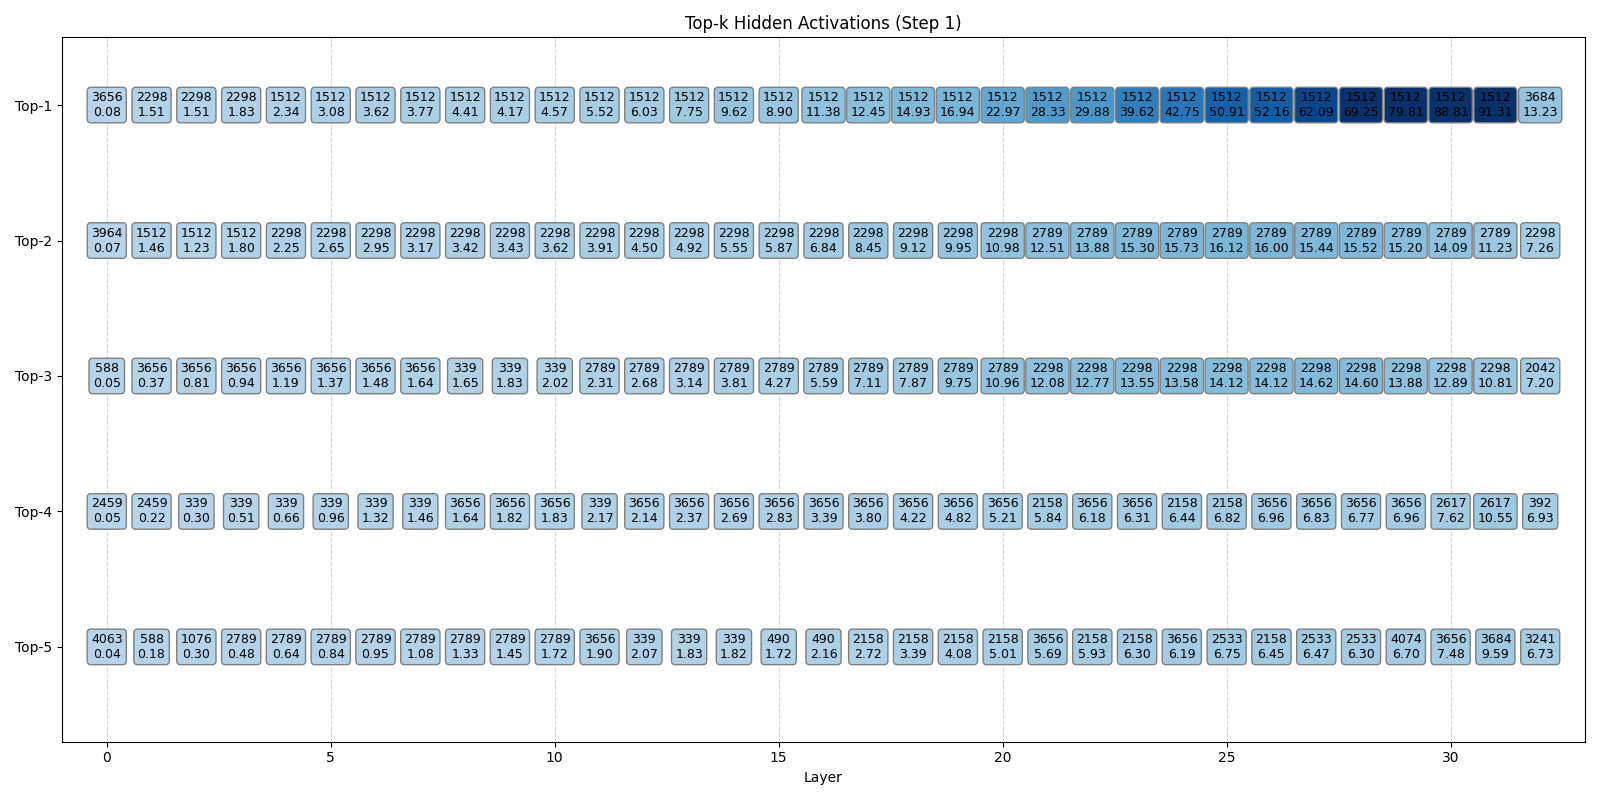 Top-k Hidden Activations (Step 1)
Top-1
3656 2298 2298 2298 1512 1512 1512 1512 1512 1512 1512 1512 1512 1512 1512 1512 1512 1512 1512 1512 1512 1512 1512 1512 1512 1512 1512 1512 1512 1512 1512 1512 3684
0.08 1.51 1.51 1.83 2.34 3.08 3.62 3.77 4.41 4.17 4.57 5.52 6.03 7.75 9.62 8.90 11.38 12.45 14.93 16.94 22.97 28.33 29.88 39.62 42.75 50.91 52.16 62.09 69.25 79.81 88.81 91.31 13.23
Top-2
3964 1512 1512 1512 2298 2298 2298 2298 2298 2298 2298 2298 2298 2298 2298 2298 2298 2298 2298 2298 2298 2789 2789 2789 2789 2789 2789 2789 2789 2789 2789 2789 2298
0.07 1.46 1.23 1.80 2.25 2.65 2.95 3.17 3.42 3.43 3.62 3.91 4.50 4.92 5.55 5.87 6.84 8.45 9.12 9.95 10.98 12.51 13.88 15.30 15.73 16.12 16.00 15.44 15.52 15.20 14.09 11.23 7.26
Top-3
588 3656 3656 3656 3656 3656 3656 3656 339 339 339 2789 2789 2789 2789 2789 2789 2789 2789 2789 2789 2298 2298 2298 2298 2298 2298 2298 2298 2298 2298 2298 2042
0.05 0.37 0.81 0.94 1.19 1.37 1.48 1.64 1.65 1.83 2.02 2.31 2.68 3.14 3.81 4.27 5.59 7.11 7.87 9.75 10.96 12.08 12.77 13.55 13.58 14.12 14.12 14.62 14.60 13.88 12.89 10.81 7.20
Top-4
2459 2459 339 339 339 339 339 339 3656 3656 3656 339 3656 3656 3656 3656 3656 3656 3656 3656 3656 2158 3656 3656 2158 2158 3656 3656 3656 3656 2617 2617 392
0.05 0.22 0.30 0.51 0.66 0.96 1.32 1.46 1.64 1.82 1.83 2.17 2.14 2.37 2.69 2.83 3.39 3.80 4.22 4.82 5.21 5.84 6.18 6.31 6.44 6.82 6.96 6.83 6.77 6.96 7.62 10.55 6.93
Top-5
4063 588 1076 2789 2789 2789 2789 2789 2789 2789 2789 3656 339 339 339 490 490 2158 2158 2158 2158 3656 2158 2158 3656 2533 2158 2533 2533 4074 3656 3684 3241
0.04 0.18 0.30 0.48 0.64 0.84 0.95 1.08 1.33 1.45 1.72 1.90 2.07 1.83 1.82 1.72 2.16 2.72 3.39 4.08 5.01 5.69 5.93 6.30 6.19 6.75 6.45 6.47 6.30 6.70 7.48 9.59 6.73
0 5 10 15 20 25 30
Layer